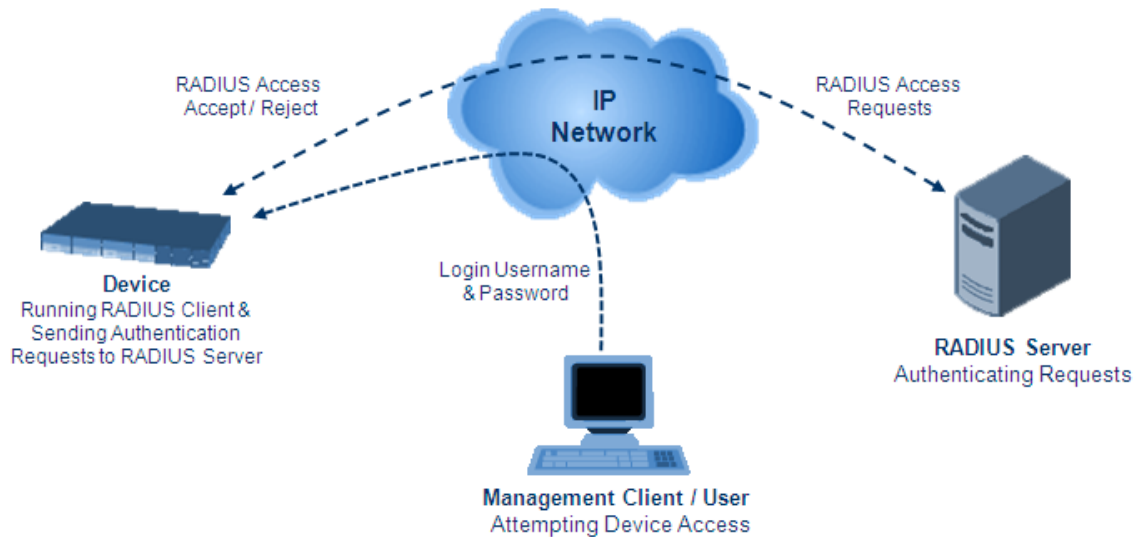 RADIUS Access
Accept / Reject
IP
Network
RADIUS Access
Requests
Login Username
& Password
Device
Running RADIUS Client &
Sending Authentication
Requests to RADIUS Server
RADIUS Server
Authenticating Requests
Management Client / User
Attempting Device Access